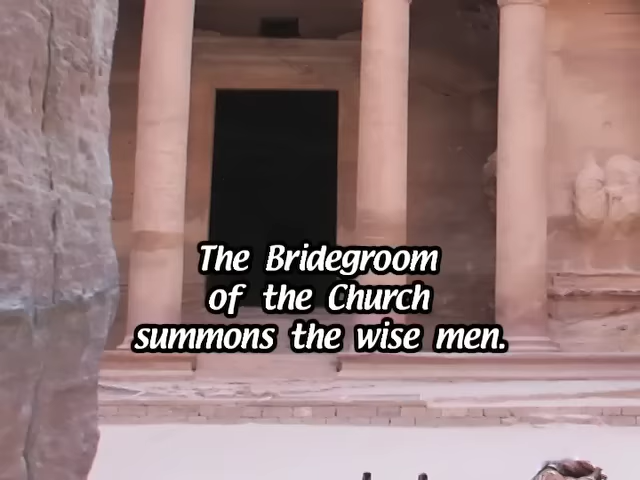 The Bridegroom
of the Church
summons the wise men.